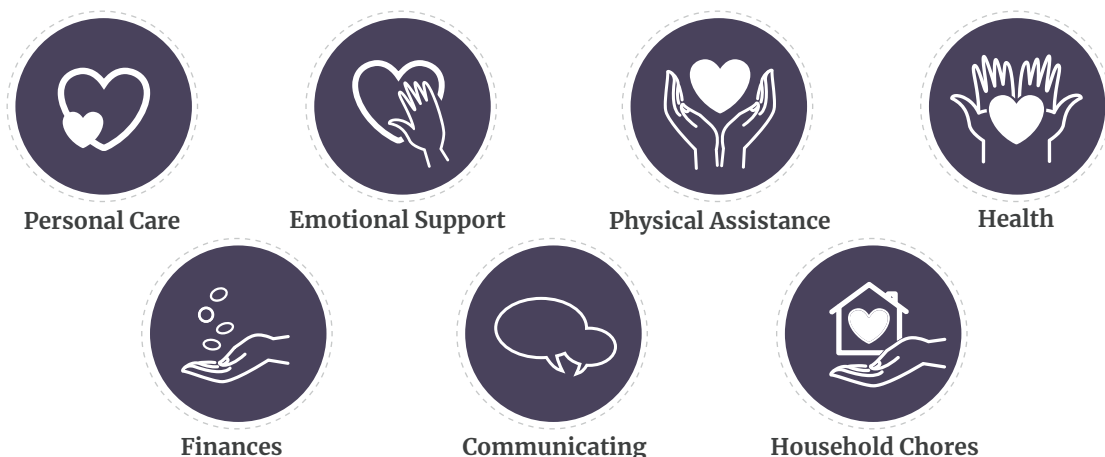 Personal Care
Emotional Support
Physical Assistance
Health
Finances
Communicating
Household Chores